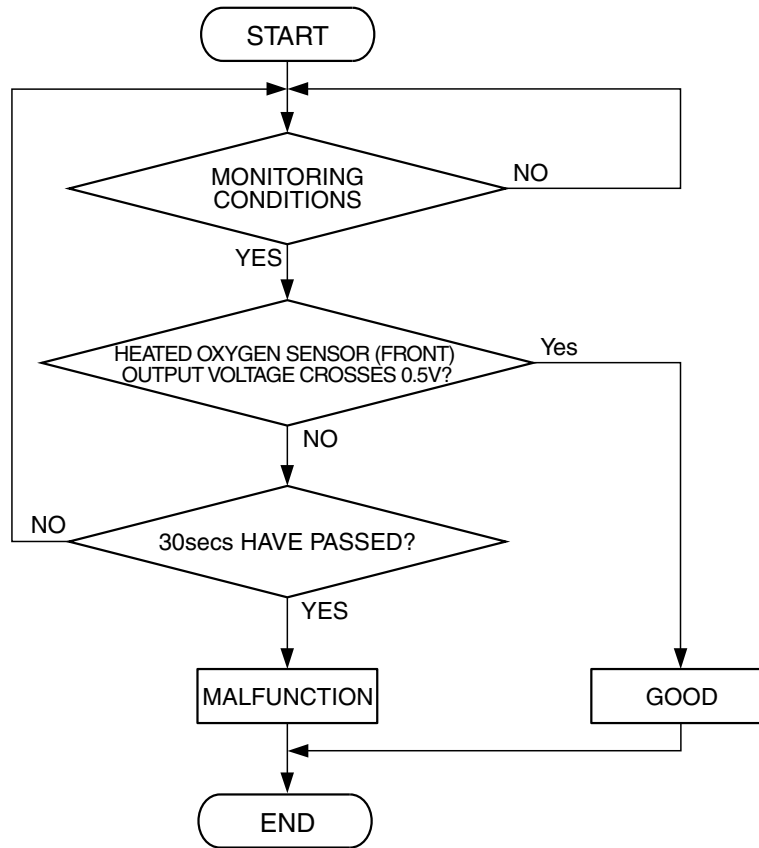 START
MONITORING
CONDITIONS
NO
YES
HEATED OXYGEN SENSOR (FRONT)
OUTPUT VOLTAGE CROSSES 0.5V?
Yes
NO
NO
30secs HAVE PASSED?
YES
MALFUNCTION
GOOD
END